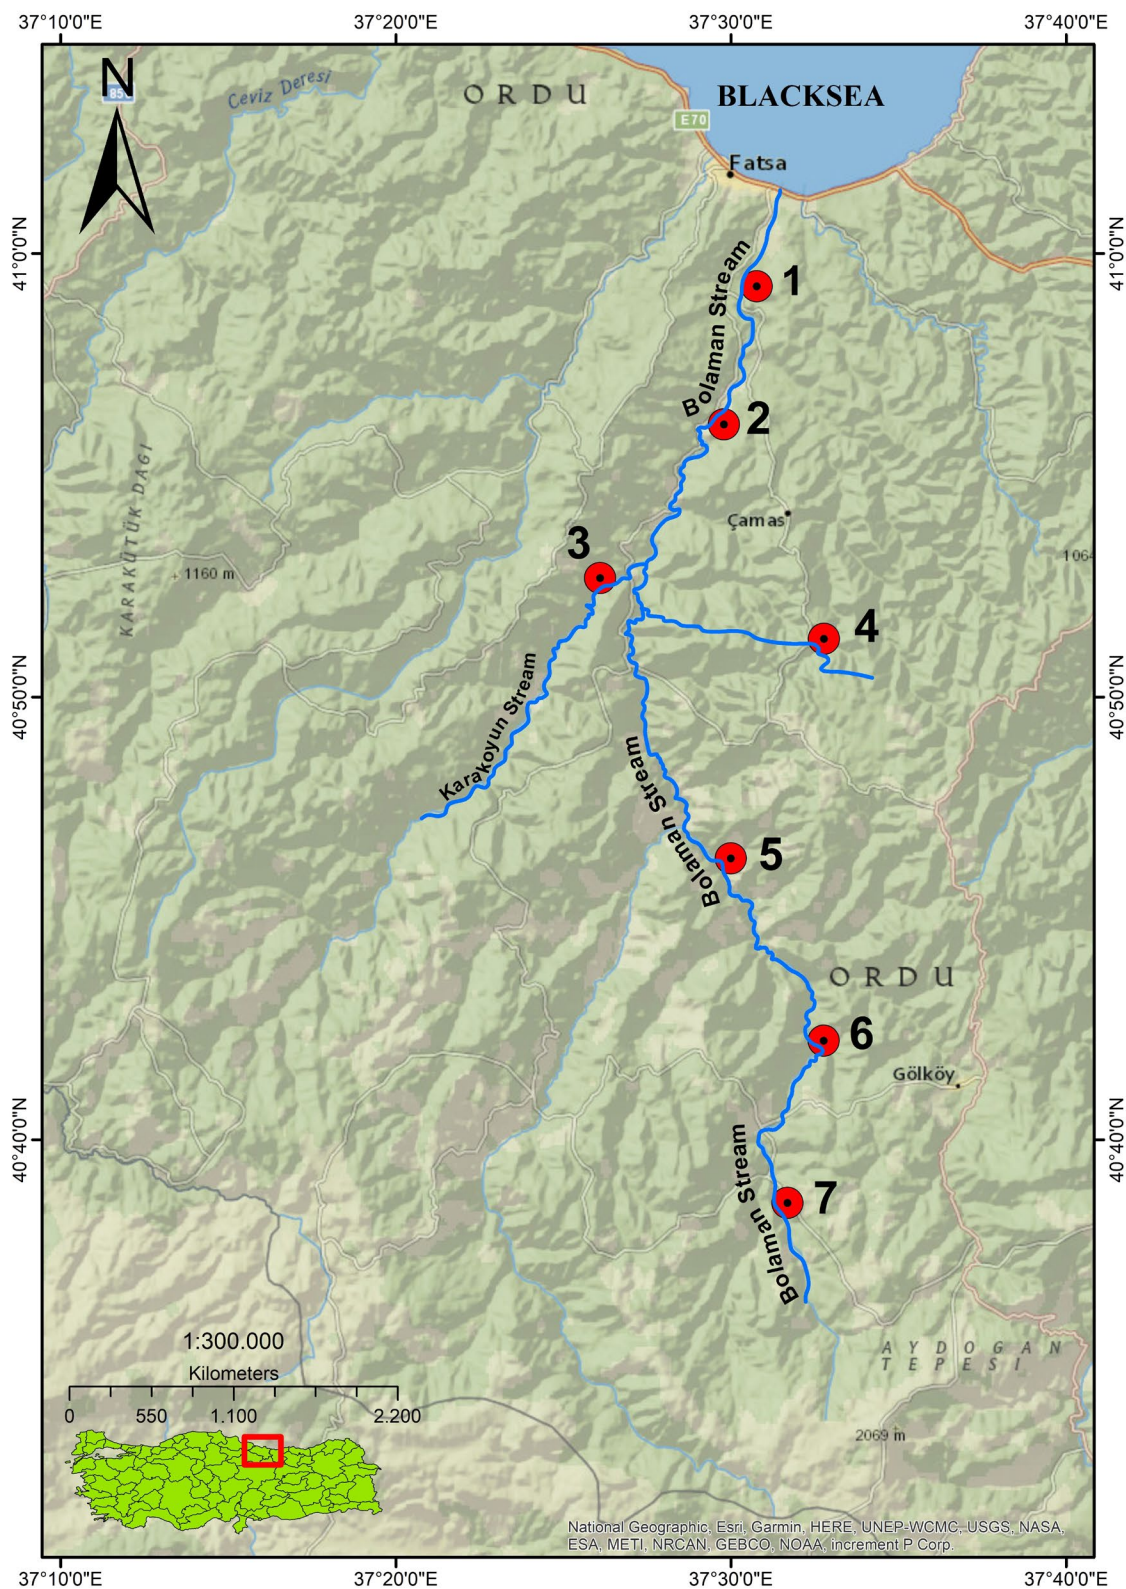 37°10'0"E 37°20'0"E 37°30'0"E 37°40'0"E
N
85
Ceviz Deresi
ORDU
BLACKSEA
E70
Fatsa
41°0'0"N
41°0'0"N
1
Bolaman Stream
2
KARAKÜTÜK DAGI
1160 m
Çamas
3
4
Karakoyun Stream
40°50'0"N
40°50'0"N
Bolaman Stream
5
ORDU
6
Gölköy
40°40'0"N
40°40'0"N
Bolaman Stream
7
1:300.000
Kilometers
0 550 1.100 2.200
AYDOGAN
TEPESI
2069 m
National Geographic, Esri, Garmin, HERE, UNEP-WCMC, USGS, NASA,
ESA, METI, NRCAN, GEBCO, NOAA, increment P Corp.
37°10'0"E 37°20'0"E 37°30'0"E 37°40'0"E